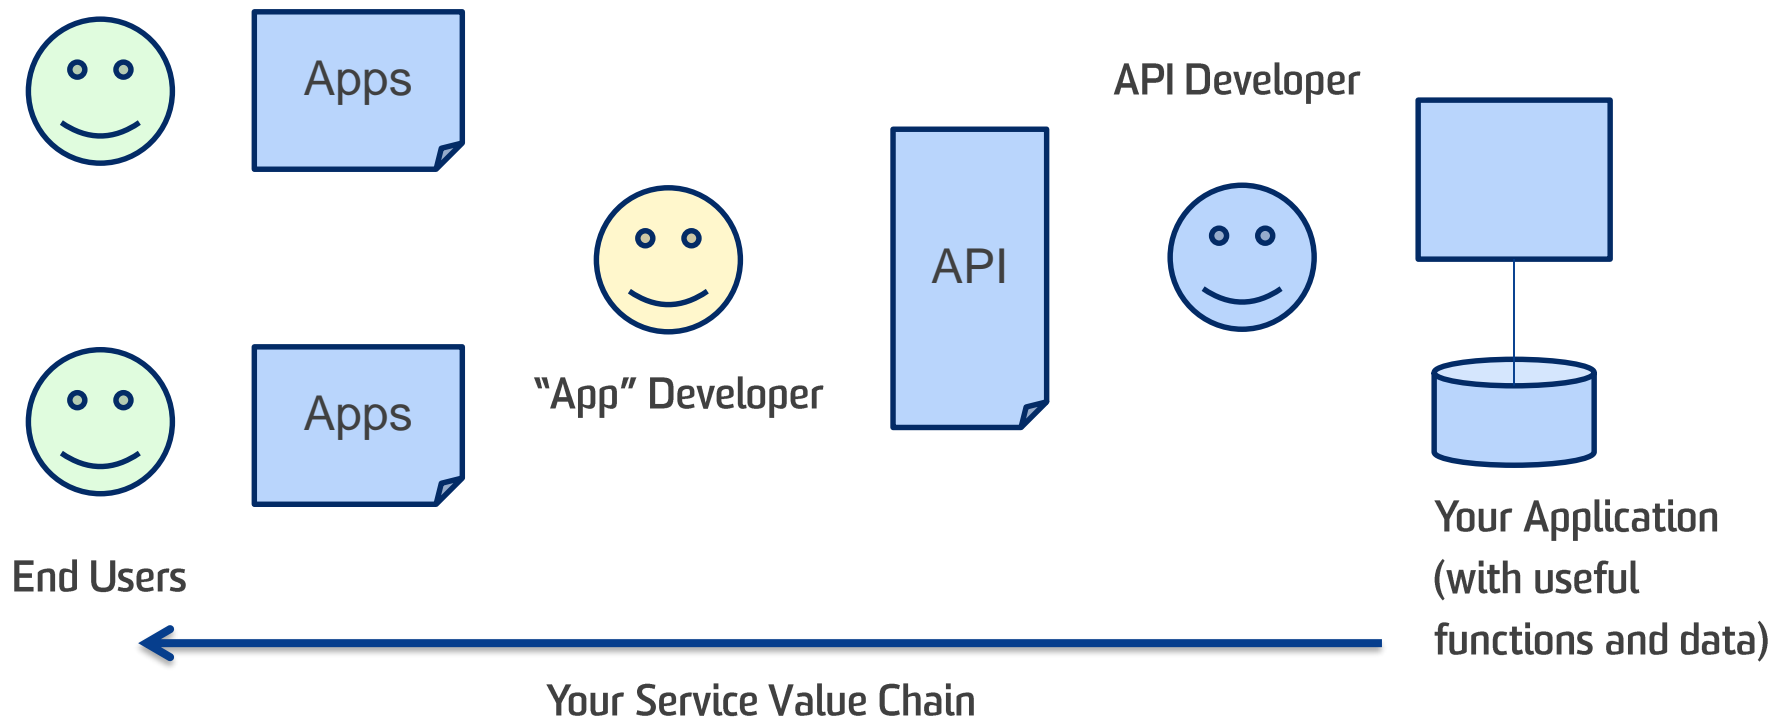 Apps
API Developer
API
“App” Developer
Apps
Your Application
(with useful
functions and data)
End Users
Your Service Value Chain